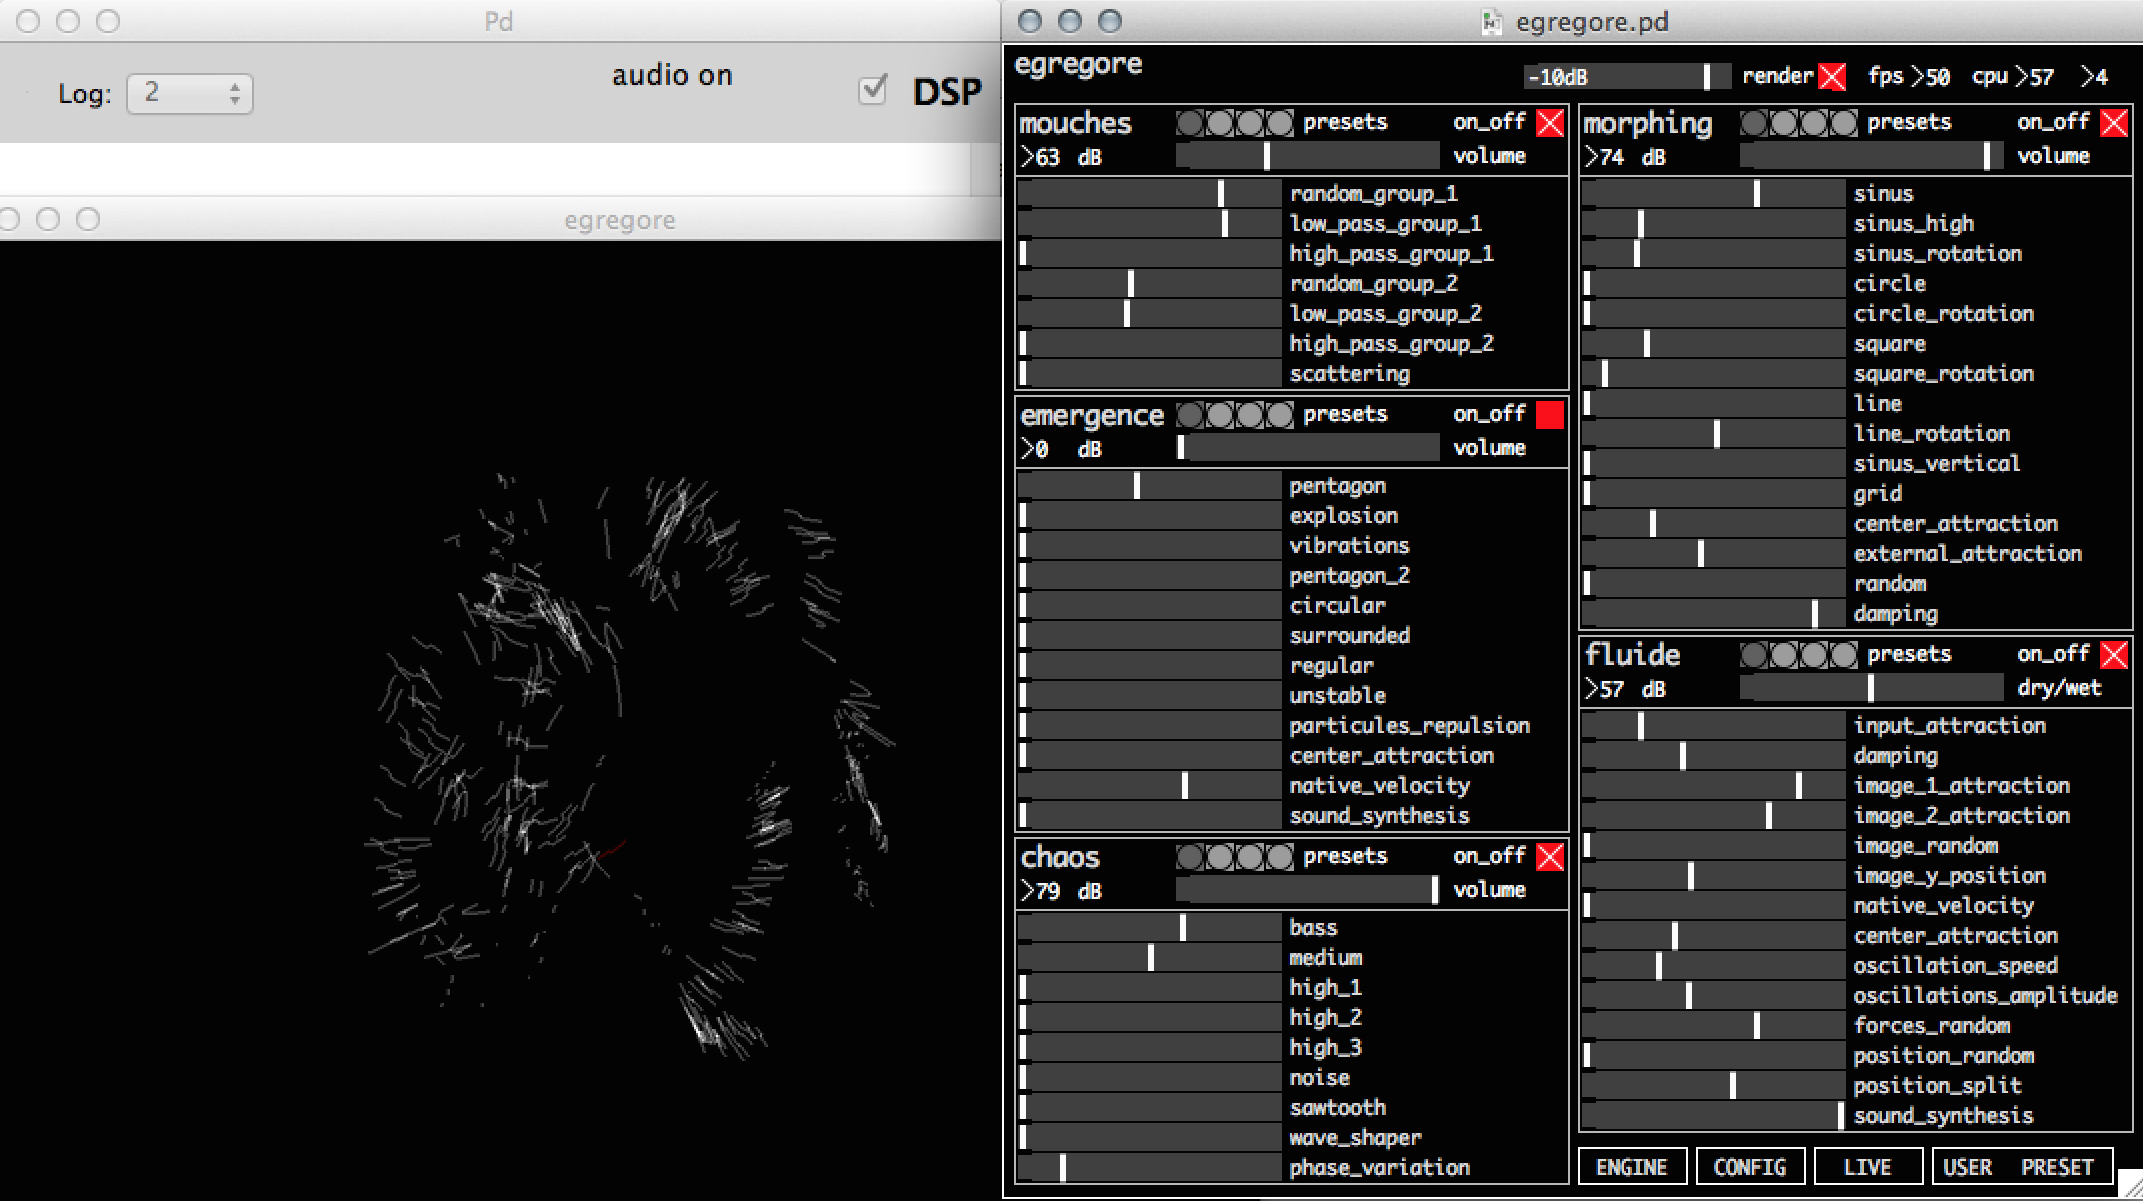 Pd
Log: 2
audio on
DSP
egregore
egregore.pd
egregore
-10dB render fps >50 cpu >57 >4
mouches presets on_off
>63 dB volume
random_group_1
low_pass_group_1
high_pass_group_1
random_group_2
low_pass_group_2
high_pass_group_2
scattering
emergence presets on_off
>0 dB volume
pentagon
explosion
vibrations
pentagon_2
circular
surrounded
regular
unstable
particules_repulsion
center_attraction
native_velocity
sound_synthesis
chaos presets on_off
>79 dB volume
bass
medium
high_1
high_2
high_3
noise
sawtooth
wave_shaper
phase_variation
morphing presets on_off
>74 dB volume
sinus
sinus_high
sinus_rotation
circle
circle_rotation
square
square_rotation
line
line_rotation
sinus_vertical
grid
center_attraction
external_attraction
random
damping
fluide presets on_off
>57 dB dry/wet
input_attraction
damping
image_1_attraction
image_2_attraction
image_random
image_y_position
native_velocity
center_attraction
oscillation_speed
oscillations_amplitude
forces_random
position_random
position_split
sound_synthesis
ENGINE CONFIG LIVE USER PRESET